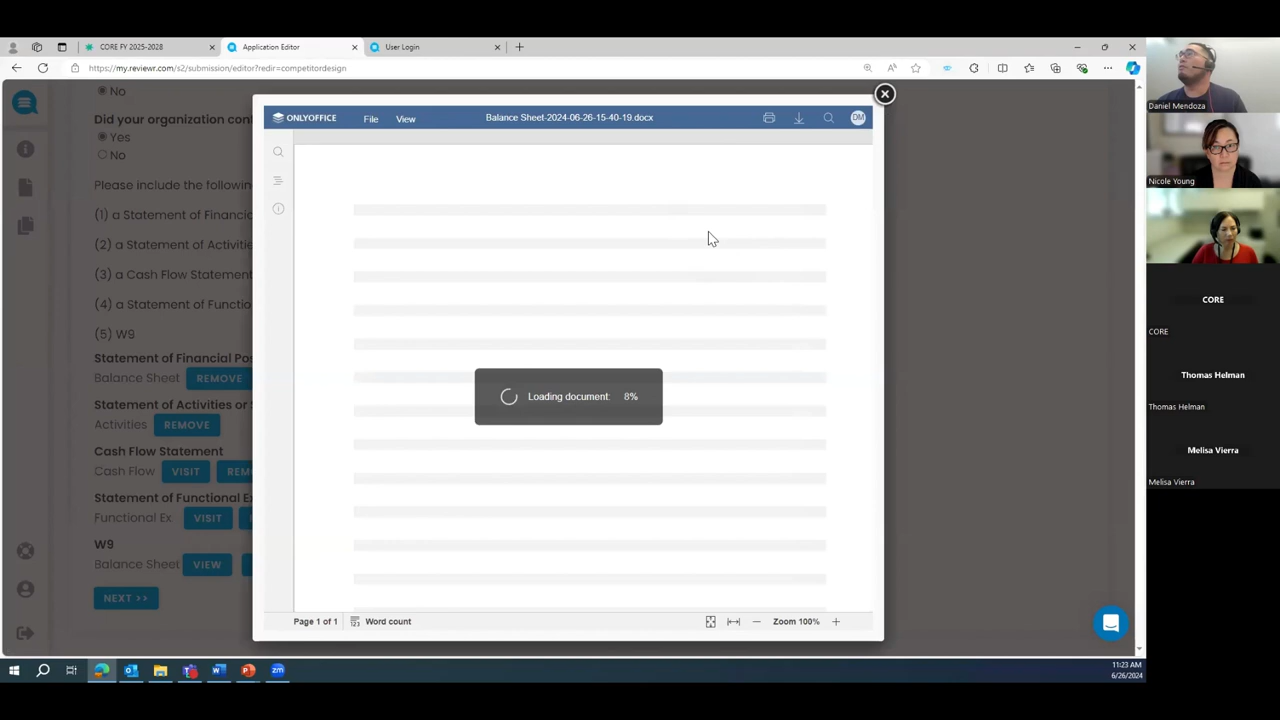 CORE FY 2025-2028
Application Editor
User Login
https://my.reviewr.com/s2/submission/editor?redir=competitordesign
No
Did your organization con
Yes
No
Please include the following
(1) a Statement of Financi
(2) a Statement of Activitie
(3) a Cash Flow Statement
(4) a Statement of Functio
(5) W9
Statement of Financial Pos
Balance Sheet REMOVE
Statement of Activities or S
Activities REMOVE
Cash Flow Statement
Cash Flow VISIT REM
Statement of Functional Ex
Functional Ex VISIT
W9
Balance Sheet VIEW
NEXT >>
ONLYOFFICE File View Balance Sheet-2024-06-26-15-40-19.docx DM
Loading document: 8%
Page 1 of 1 Word count Zoom 100%
11:23 AM
6/26/2024
Daniel Mendoza
Nicole Young
CORE
CORE
Thomas Helman
Thomas Helman
Melisa Vierra
Melisa Vierra